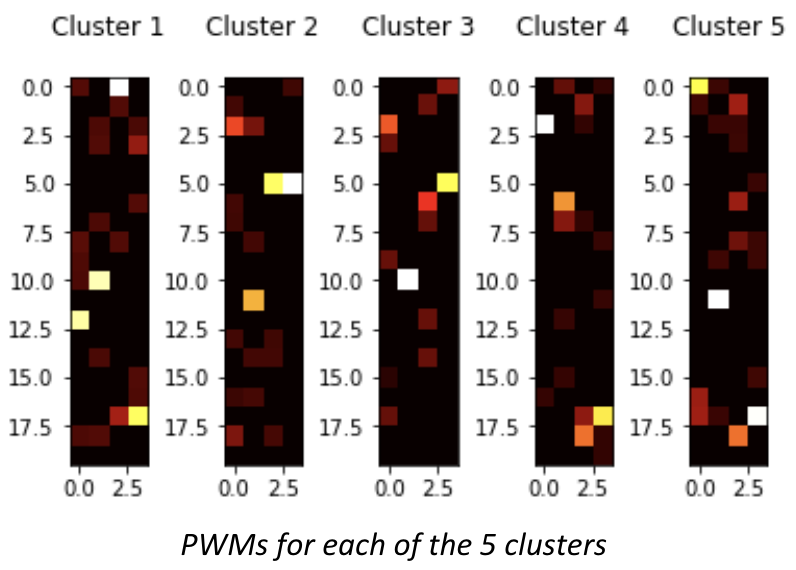 Cluster 1 Cluster 2 Cluster 3 Cluster 4 Cluster 5
0.0 0.0 0.0 0.0 0.0
2.5 2.5 2.5 2.5 2.5
5.0 5.0 5.0 5.0 5.0
7.5 7.5 7.5 7.5 7.5
10.0 10.0 10.0 10.0 10.0
12.5 12.5 12.5 12.5 12.5
15.0 15.0 15.0 15.0 15.0
17.5 17.5 17.5 17.5 17.5
0.0 2.5 0.0 2.5 0.0 2.5 0.0 2.5 0.0 2.5
PWMs for each of the 5 clusters